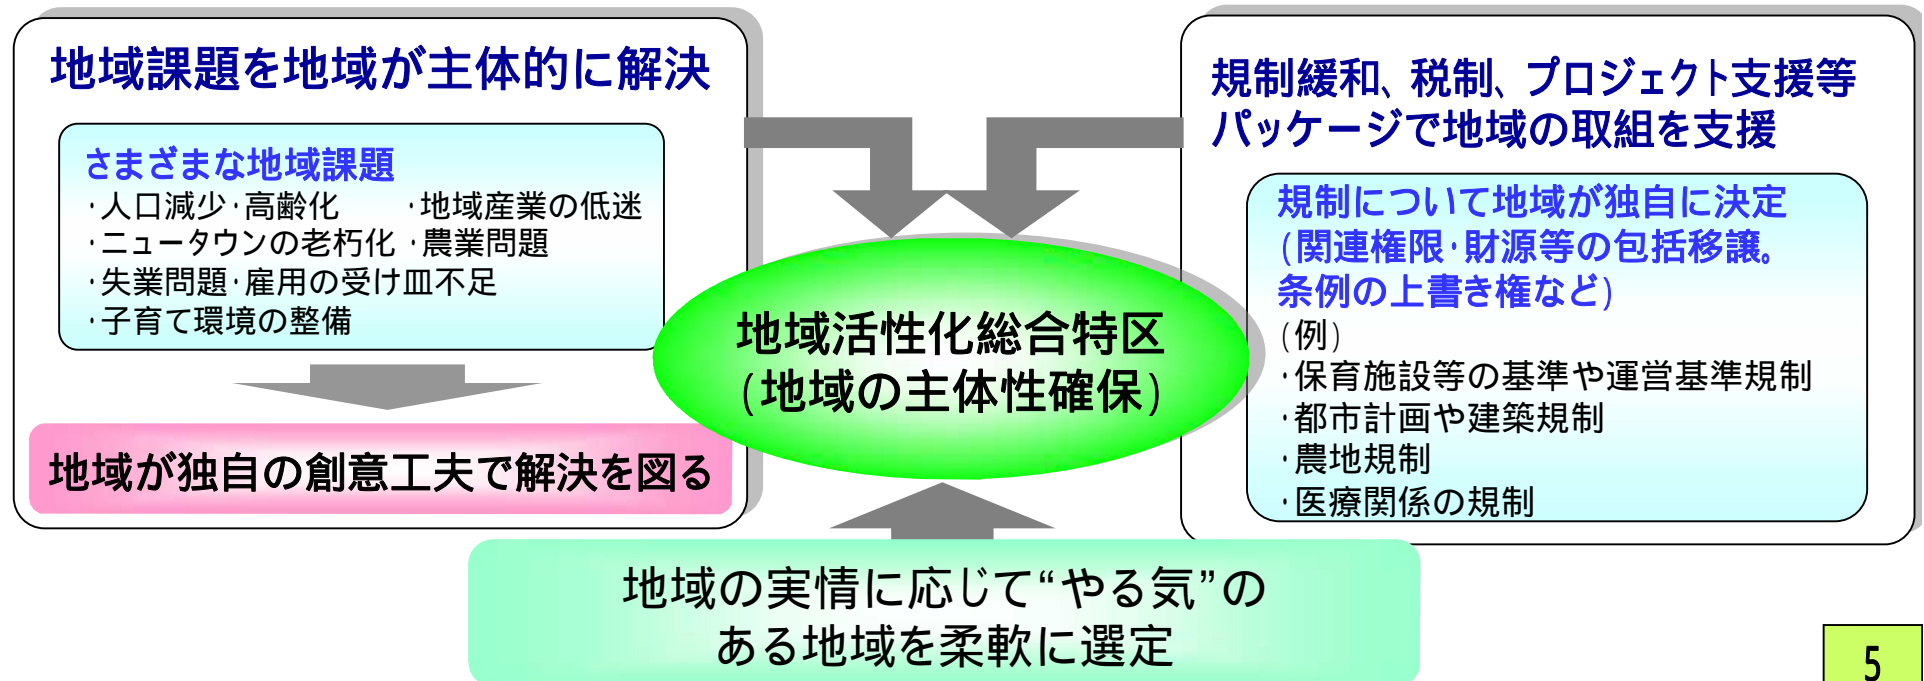 地域課題を地域が主体的に解決
さまざまな地域課題
・人口減少・高齢化　　・地域産業の低迷
・ニュータウンの老朽化 ・農業問題
・失業問題・雇用の受け皿不足
・子育て環境の整備
地域が独自の創意工夫で解決を図る
規制緩和、税制、プロジェクト支援等
パッケージで地域の取組を支援
規制について地域が独自に決定
(関連権限・財源等の包括移譲。
条例の上書き権など)
(例)
・保育施設等の基準や運営基準規制
・都市計画や建築規制
・農地規制
・医療関係の規制
地域活性化総合特区
(地域の主体性確保)
地域の実情に応じて“やる気”の
ある地域を柔軟に選定
5